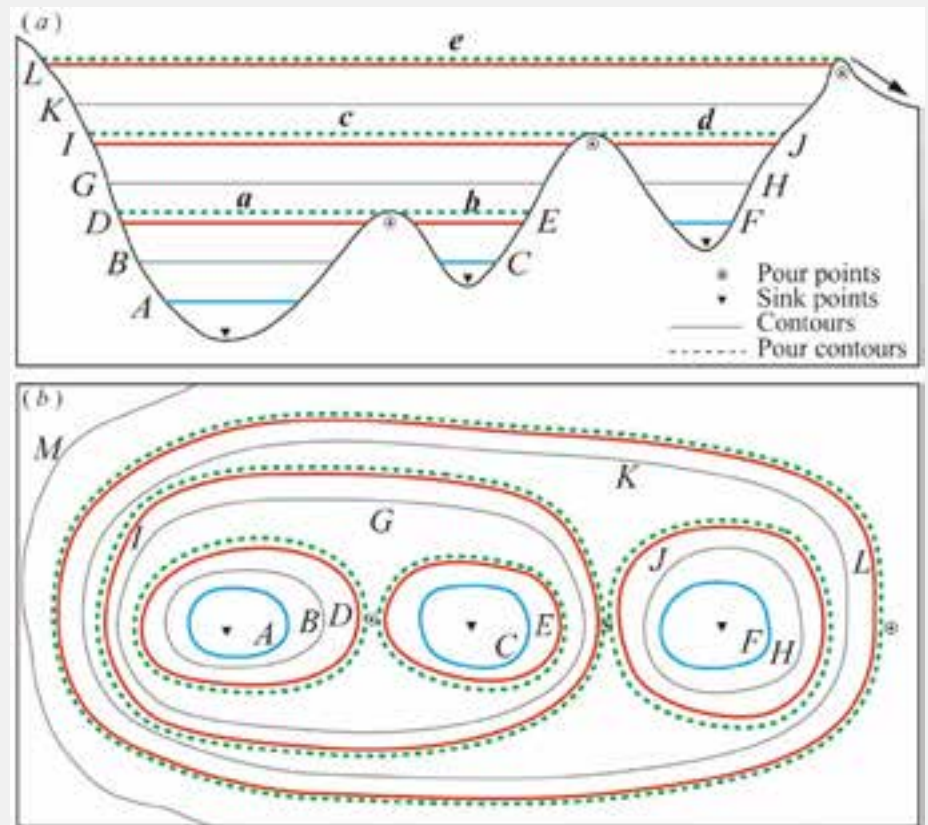 (a)
e
L
K
c
d
I
J
G
H
a
b
D
E
F
B
C
A
Pour points
Sink points
Contours
Pour contours
(b)
M
K
G
I
J
L
A
B
D
C
E
F
H